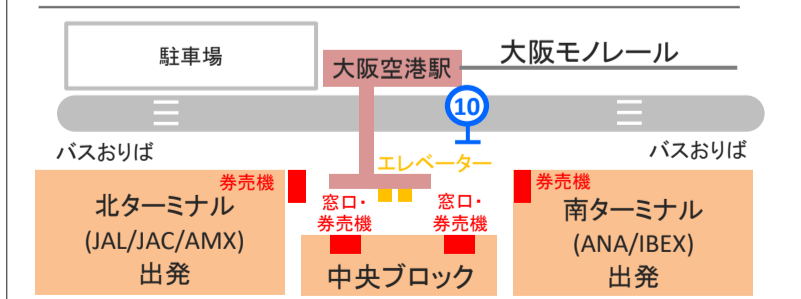 駐車場
大阪空港駅
大阪モノレール
10
バスおりば
エレベーター
バスおりば
券売機
窓口・
券売機
窓口・
券売機
券売機
北ターミナル
(JAL/JAC/AMX)
出発
中央ブロック
南ターミナル
(ANA/IBEX)
出発